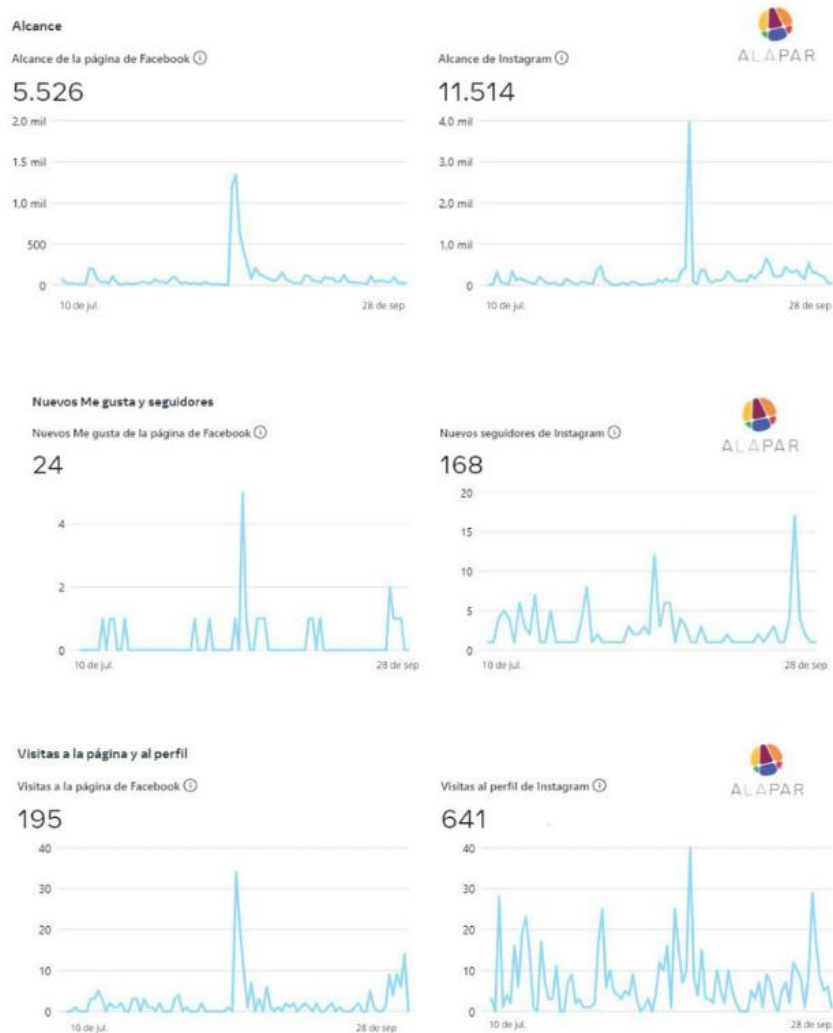 Alcance
ALAPAR
Alcance de la página de Facebook
Alcance de Instagram
5.526
11.514
2.0 mil
1.5 mil
1.0 mil
500
0
10 de jul.
28 de sep
4.0 mil
3.0 mil
2.0 mil
1.0 mil
0
10 de jul.
28 de sep
Nuevos Me gusta y seguidores
ALAPAR
Nuevos Me gusta de la página de Facebook
Nuevos seguidores de Instagram
24
168
4
2
0
10 de jul.
28 de sep
20
15
10
5
0
10 de jul.
28 de sep
Visitas a la página y al perfil
ALAPAR
Visitas a la página de Facebook
Visitas al perfil de Instagram
195
641
40
30
20
10
0
10 de jul.
28 de sep
40
30
20
10
0
10 de jul.
28 de sep